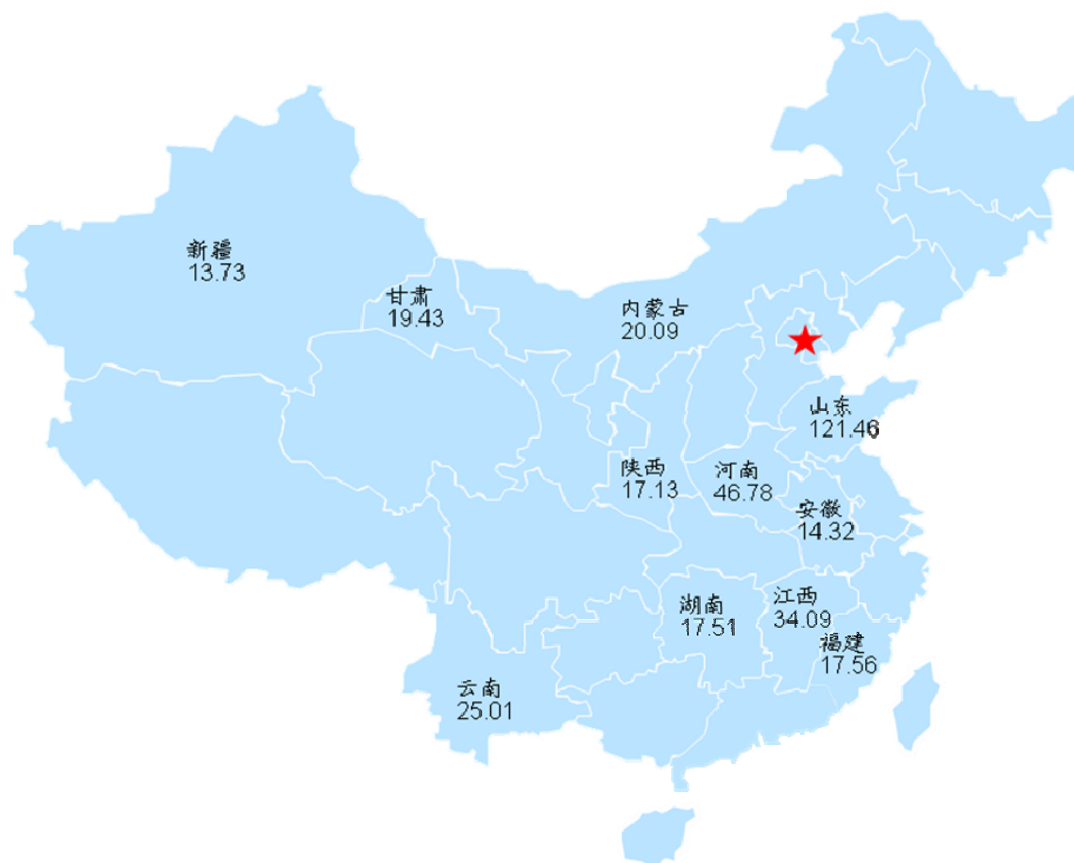 新疆
13.73
甘肃
19.43
内蒙古
20.09
山东
121.46
陕西
17.13
河南
46.78
安徽
14.32
湖南
17.51
江西
34.09
福建
17.56
云南
25.01